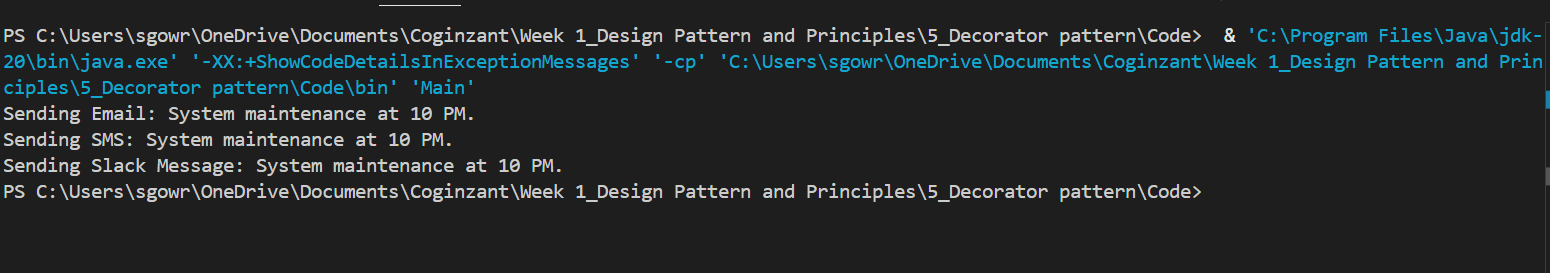 PS C:\Users\sgowr\OneDrive\Documents\Coginzant\Week 1_Design Pattern and Principles\5_Decorator pattern\Code>  & 'C:\Program Files\Java\jdk-
20\bin\java.exe' '-XX:+ShowCodeDetailsInExceptionMessages' '-cp' 'C:\Users\sgowr\OneDrive\Documents\Coginzant\Week 1_Design Pattern and Prin
ciples\5_Decorator pattern\Code\bin' 'Main'
Sending Email: System maintenance at 10 PM.
Sending SMS: System maintenance at 10 PM.
Sending Slack Message: System maintenance at 10 PM.
PS C:\Users\sgowr\OneDrive\Documents\Coginzant\Week 1_Design Pattern and Principles\5_Decorator pattern\Code>